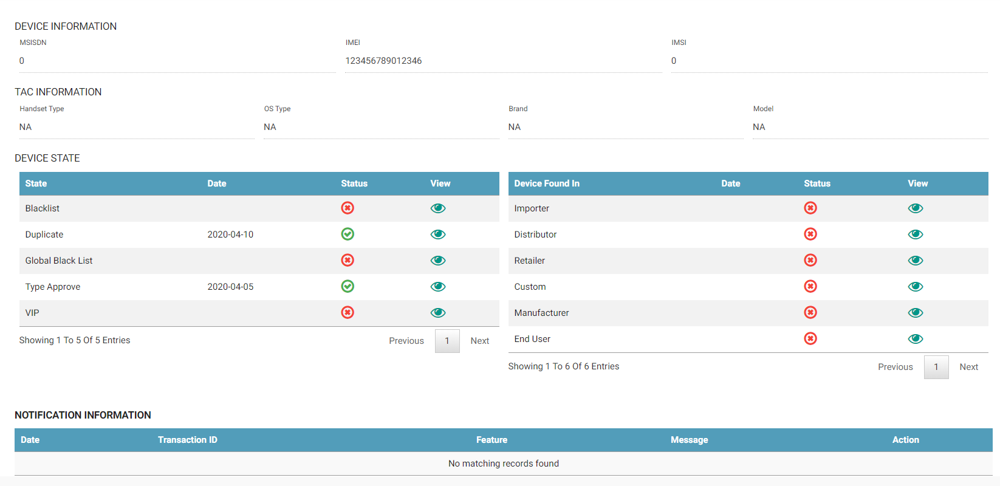 DEVICE INFORMATION
MSISDN IMEI IMSI
0 123456789012346 0
TAC INFORMATION
Handset Type OS Type Brand Model
NA NA NA NA
DEVICE STATE
State Date Status View
Blacklist
Duplicate 2020-04-10
Global Black List
Type Approve 2020-04-05
VIP
Showing 1 To 5 Of 5 Entries Previous 1 Next
Device Found In Date Status View
Importer
Distributor
Retailer
Custom
Manufacturer
End User
Showing 1 To 6 Of 6 Entries Previous 1 Next
NOTIFICATION INFORMATION
Date Transaction ID Feature Message Action
No matching records found